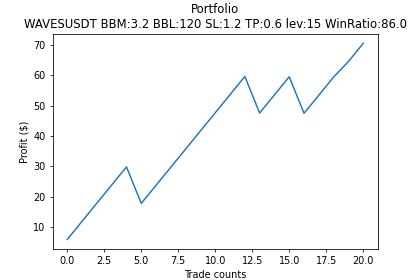 Portfolio
WAVESUSDT BBM:3.2 BBL:120 SL:1.2 TP:0.6 lev:15 WinRatio:86.0
70
60
50
40
30
20
10
Profit ($)
0.0 2.5 5.0 7.5 10.0 12.5 15.0 17.5 20.0
Trade counts